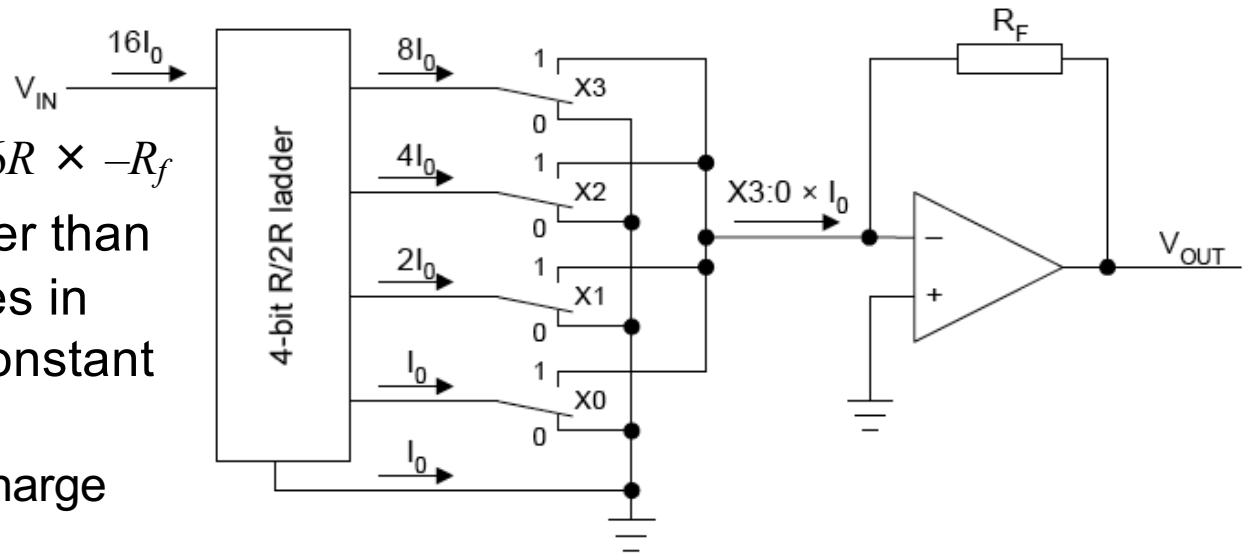 16I0
VIN
6R × –Rf
er than
es in
onstant
harge
4-bit R/2R ladder
8I0
4I0
2I0
I0
I0
1
X3
0
1
X2
0
1
X1
0
1
X0
0
X3:0 × I0
RF
–
+
VOUT